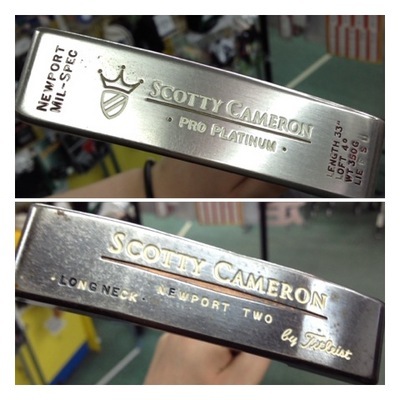 NEWPORT
MIL-SPEC
SCOTTY CAMERON
· PRO PLATINUM ·
LENGTH 33"
LOFT 4°
WT. 350G
LIE
SCOTTY CAMERON
· LONG NECK · NEWPORT TWO
by Titleist